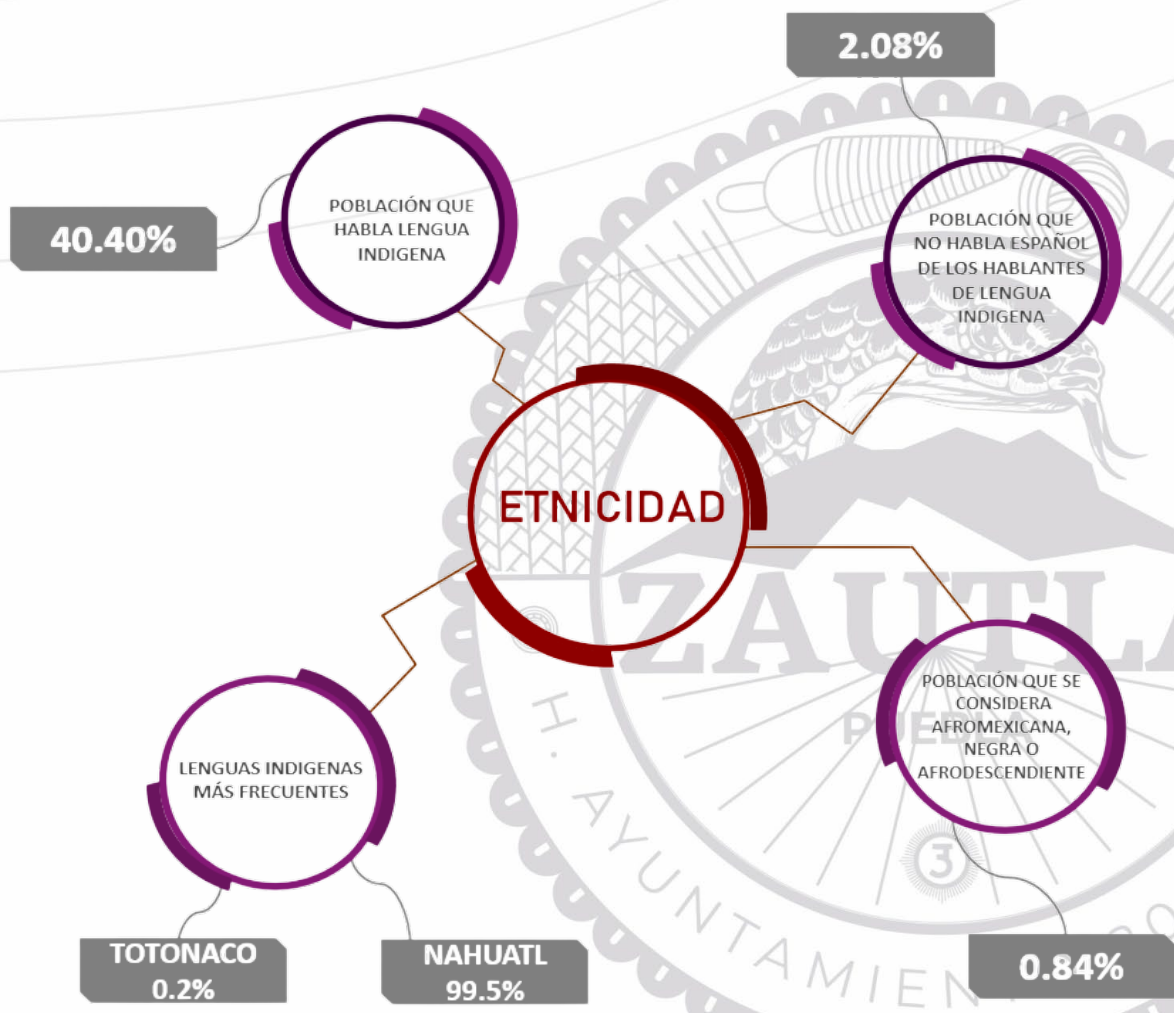 2.08%
40.40%
POBLACIÓN QUE
HABLA LENGUA
INDIGENA
POBLACIÓN QUE
NO HABLA ESPAÑOL
DE LOS HABLANTES
DE LENGUA
INDIGENA
ETNICIDAD
ZAUTLA
PUEBLA
H. AYUNTAMIEN
3
POBLACIÓN QUE SE
CONSIDERA
AFROMEXICANA,
NEGRA O
AFRODESCENDIENTE
LENGUAS INDIGENAS
MÁS FRECUENTES
TOTONACO
0.2%
NAHUATL
99.5%
0.84%